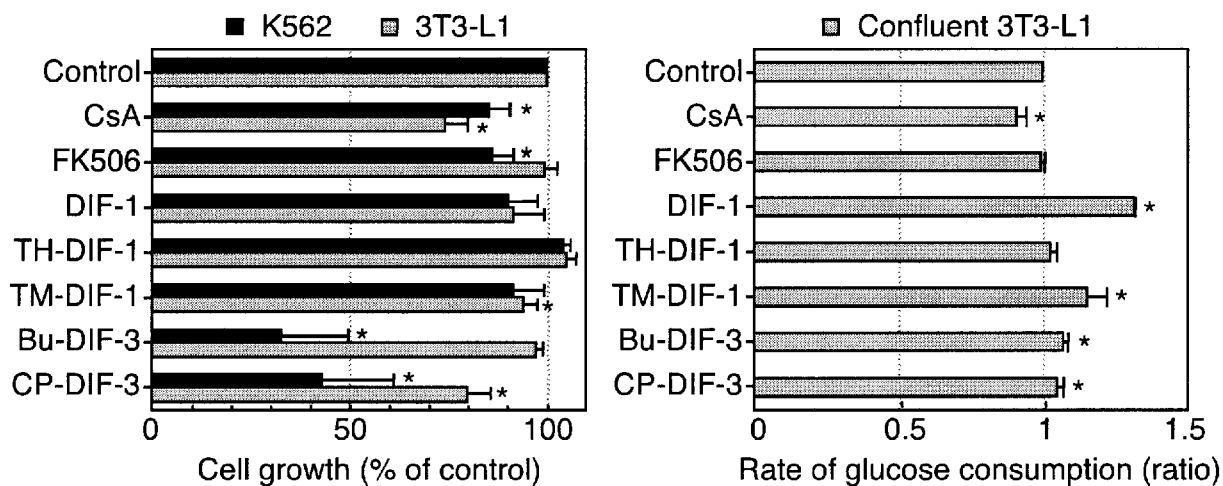 K562 3T3-L1
Control
CsA * *
FK506 *
DIF-1
TH-DIF-1
TM-DIF-1 *
Bu-DIF-3 *
CP-DIF-3 * *
0 50 100
Cell growth (% of control)
Confluent 3T3-L1
Control
CsA *
FK506
DIF-1 *
TH-DIF-1
TM-DIF-1 *
Bu-DIF-3 *
CP-DIF-3 *
0 0.5 1 1.5
Rate of glucose consumption (ratio)